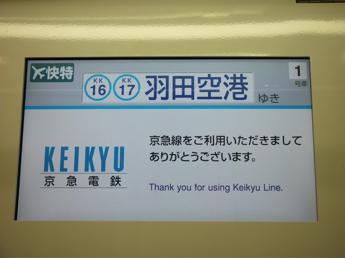 快特
KK 16 KK 17 羽田空港 ゆき
1
号車
京急線をご利用いただきまして
ありがとうございます。
KEIKYU
京急電鉄
Thank you for using Keikyu Line.